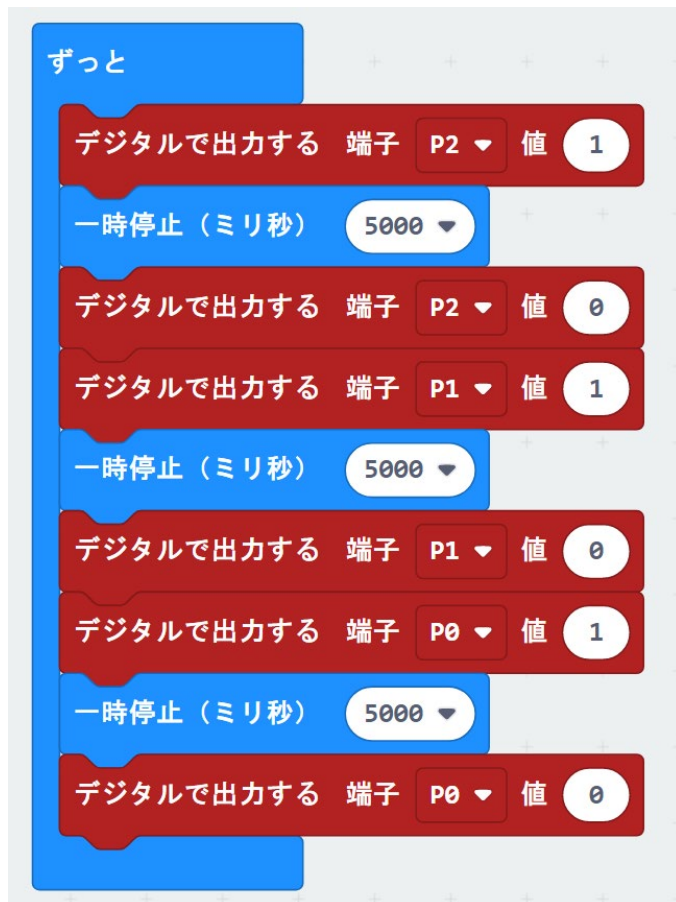 ずっと
デジタルで出力する 端子 P2 値 1
一時停止（ミリ秒） 5000
デジタルで出力する 端子 P2 値 0
デジタルで出力する 端子 P1 値 1
一時停止（ミリ秒） 5000
デジタルで出力する 端子 P1 値 0
デジタルで出力する 端子 P0 値 1
一時停止（ミリ秒） 5000
デジタルで出力する 端子 P0 値 0